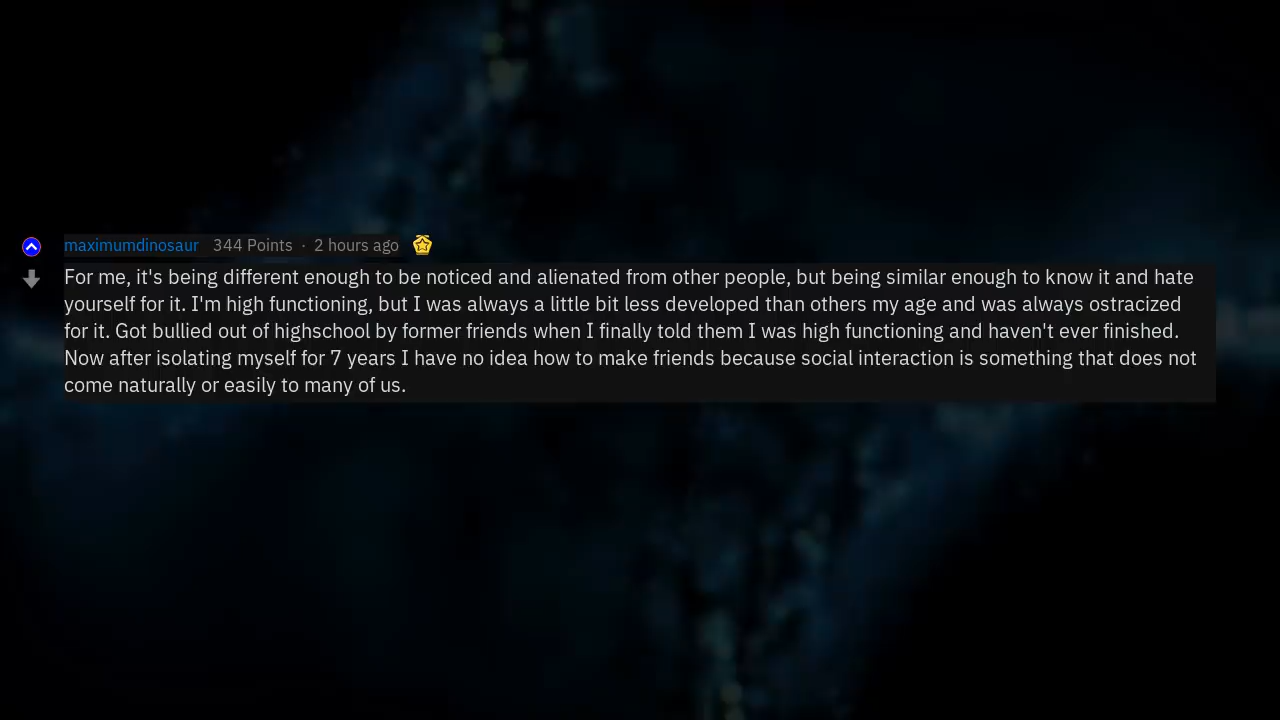 maximumdinosaur 344 Points · 2 hours ago
For me, it's being different enough to be noticed and alienated from other people, but being similar enough to know it and hate
yourself for it. I'm high functioning, but I was always a little bit less developed than others my age and was always ostracized
for it. Got bullied out of highschool by former friends when I finally told them I was high functioning and haven't ever finished.
Now after isolating myself for 7 years I have no idea how to make friends because social interaction is something that does not
come naturally or easily to many of us.